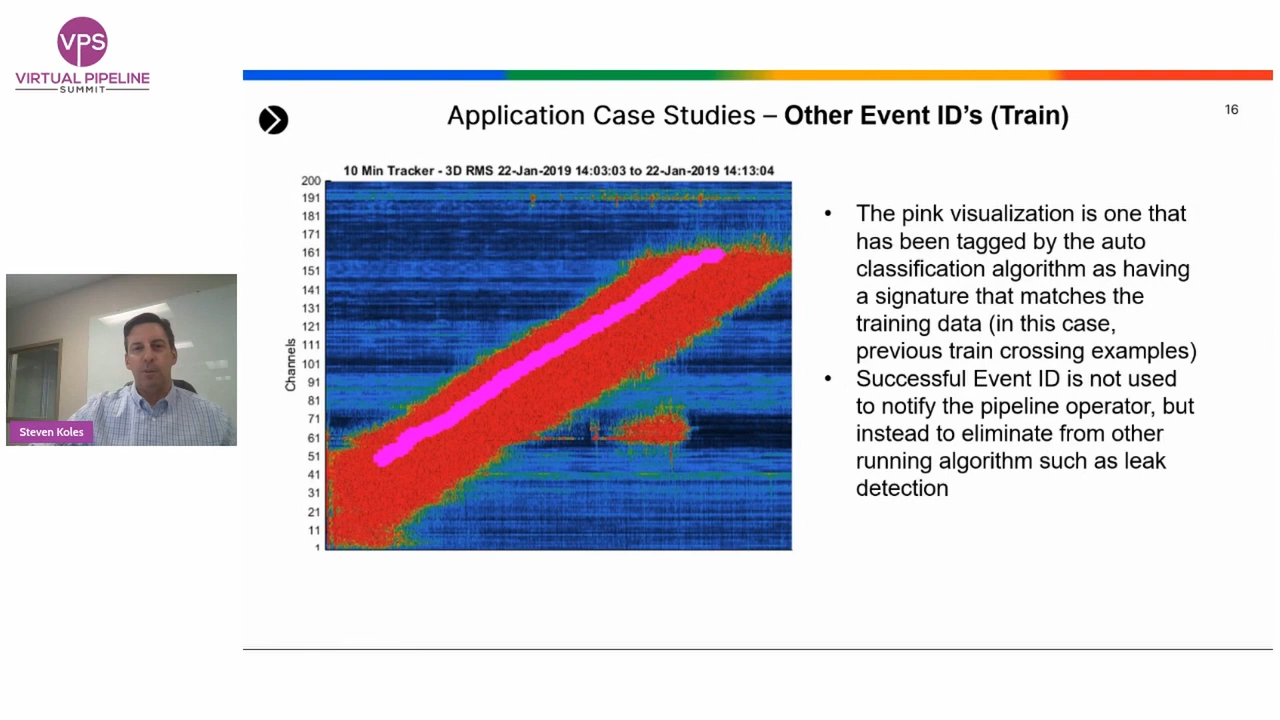 VPS
VIRTUAL PIPELINE
SUMMIT
Application Case Studies – Other Event ID's (Train)
16
10 Min Tracker - 3D RMS 22-Jan-2019 14:03:03 to 22-Jan-2019 14:13:04
200
191
181
171
161
151
141
131
121
111
101
91
81
71
61
51
41
31
21
11
1
Channels
• The pink visualization is one that
has been tagged by the auto
classification algorithm as having
a signature that matches the
training data (in this case,
previous train crossing examples)
• Successful Event ID is not used
to notify the pipeline operator, but
instead to eliminate from other
running algorithm such as leak
detection
Steven Koles